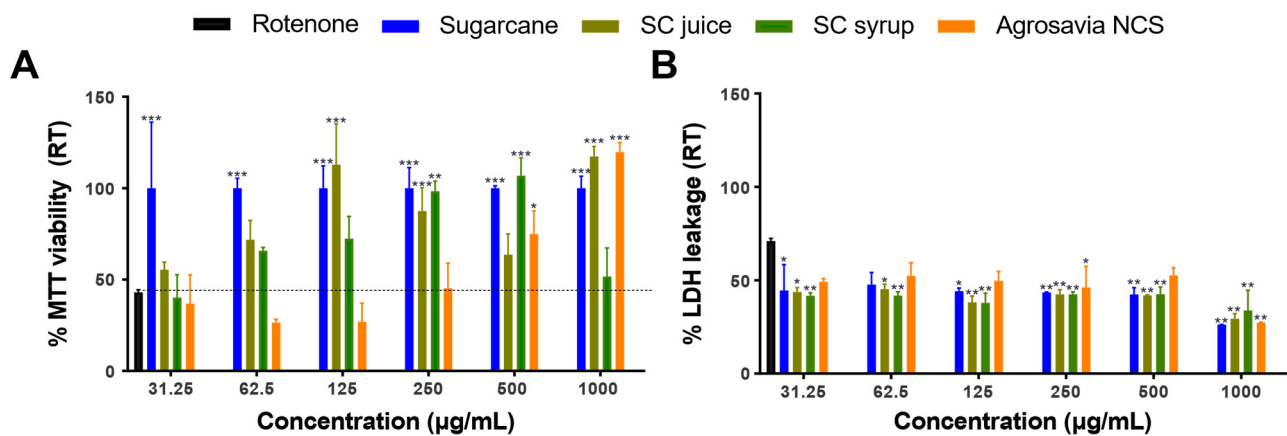 Rotenone Sugarcane SC juice SC syrup Agrosavia NCS
A
% MTT viability (RT)
150
100
50
0
*** *** *** *** *** *** ** *** *** * *** *** ***
31.25 62.5 125 250 500 1000
Concentration (µg/mL)
B
% LDH leakage (RT)
150
100
50
0
* * ** * ** * ** ** ** ** ** * ** ** ** ** ** ** **
31.25 62.5 125 250 500 1000
Concentration (µg/mL)